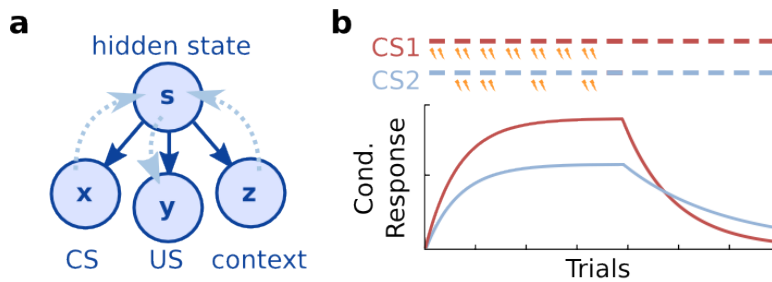 a
hidden state
s
x
y
z
CS
US
context
b
CS1
CS2
Cond.
Response
Trials